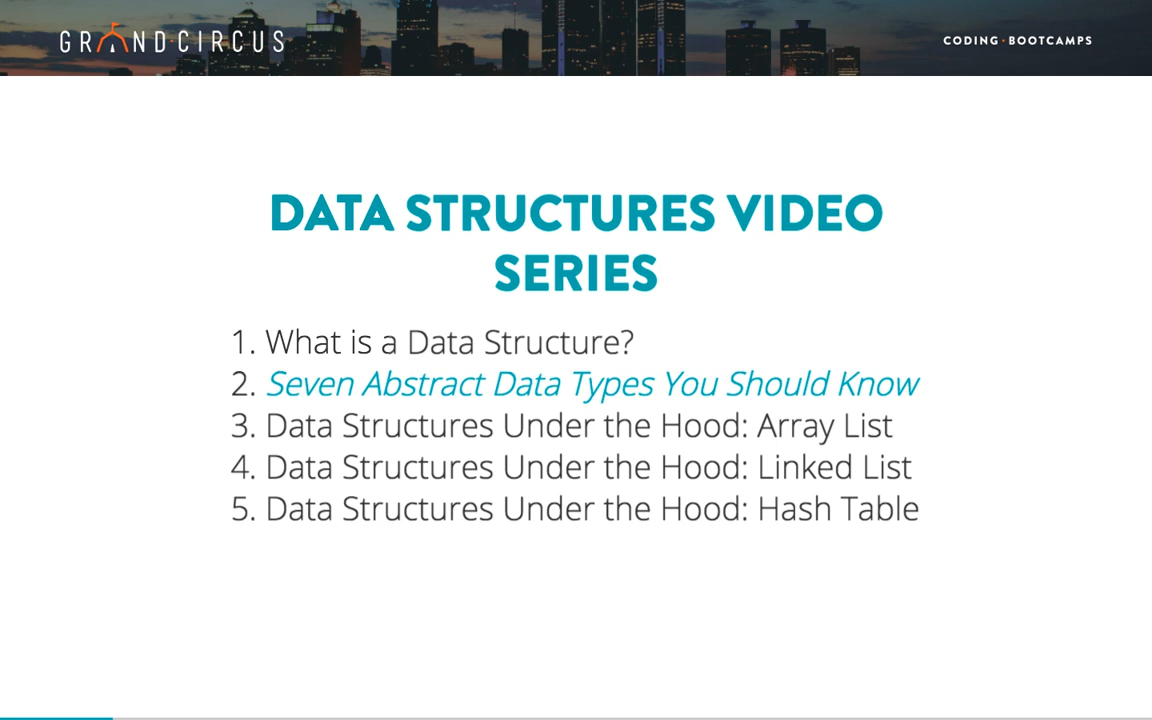 GRAND CIRCUS
CODING · BOOTCAMPS
DATA STRUCTURES VIDEO
SERIES
1. What is a Data Structure?
2. Seven Abstract Data Types You Should Know
3. Data Structures Under the Hood: Array List
4. Data Structures Under the Hood: Linked List
5. Data Structures Under the Hood: Hash Table